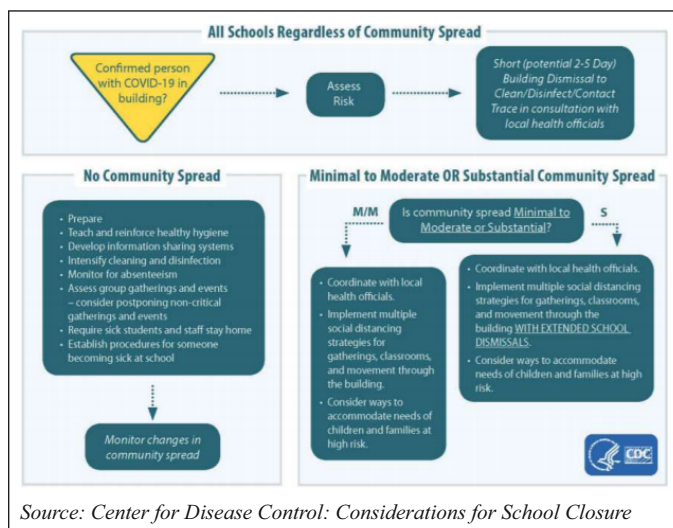 All Schools Regardless of Community Spread
Confirmed person
with COVID-19 in
building?
Assess
Risk
Short (potential 2-5 Day)
Building Dismissal to
Clean/Disinfect/Contact
Trace in consultation with
local health officials
No Community Spread
• Prepare
• Teach and reinforce healthy hygiene
• Develop information sharing systems
• Intensify cleaning and disinfection
• Monitor for absenteeism
• Assess group gatherings and events
– consider postponing non-critical
gatherings and events
• Require sick students and staff stay home
• Establish procedures for someone
becoming sick at school
Monitor changes in
community spread
Minimal to Moderate OR Substantial Community Spread
M/M
Is community spread Minimal to
Moderate or Substantial?
S
• Coordinate with local
health officials.
• Implement multiple
social distancing
strategies for
gatherings, classrooms,
and movement through
the building.
• Consider ways to
accommodate needs of
children and families at
high risk.
• Coordinate with local health officials.
• Implement multiple social distancing
strategies for gatherings, classrooms,
and movement through the
building WITH EXTENDED SCHOOL
DISMISSALS.
• Consider ways to accommodate
needs of children and families at high
risk.
CDC
Source: Center for Disease Control: Considerations for School Closure